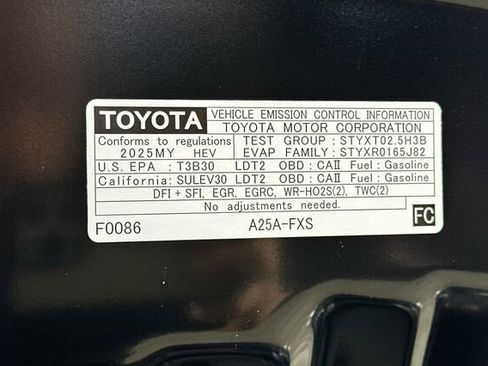 TOYOTA VEHICLE EMISSION CONTROL INFORMATION
TOYOTA MOTOR CORPORATION
Conforms to regulations TEST GROUP : STYXT02.5H3B
2025MY HEV EVAP FAMILY : STYXR0165J82
U.S. EPA : T3B30 LDT2 OBD : CAII Fuel : Gasoline
California: SULEV30 LDT2 OBD : CAII Fuel : Gasoline
DFI + SFI, EGR, EGRC, WR-HO2S(2), TWC(2)
No adjustments needed.
F0086 A25A-FXS FC